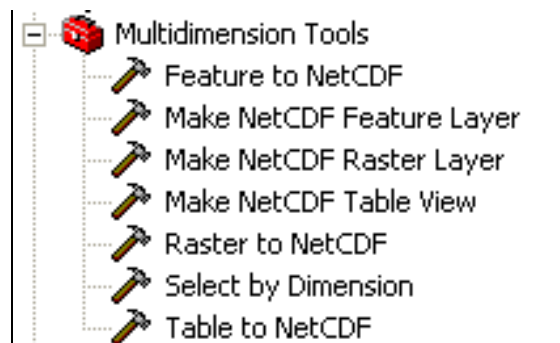 Multidimension Tools
Feature to NetCDF
Make NetCDF Feature Layer
Make NetCDF Raster Layer
Make NetCDF Table View
Raster to NetCDF
Select by Dimension
Table to NetCDF